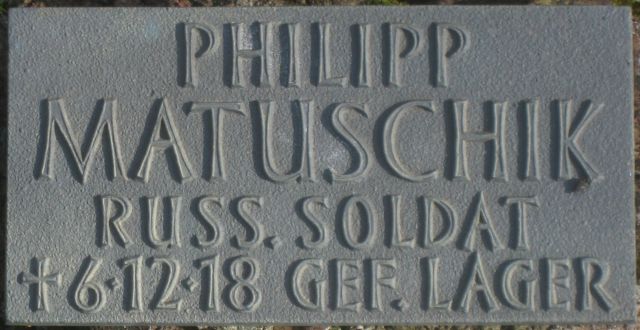 PHILIPP
MATUSCHIK
RUSS. SOLDAT
† 6·12·18 GEF. LAGER